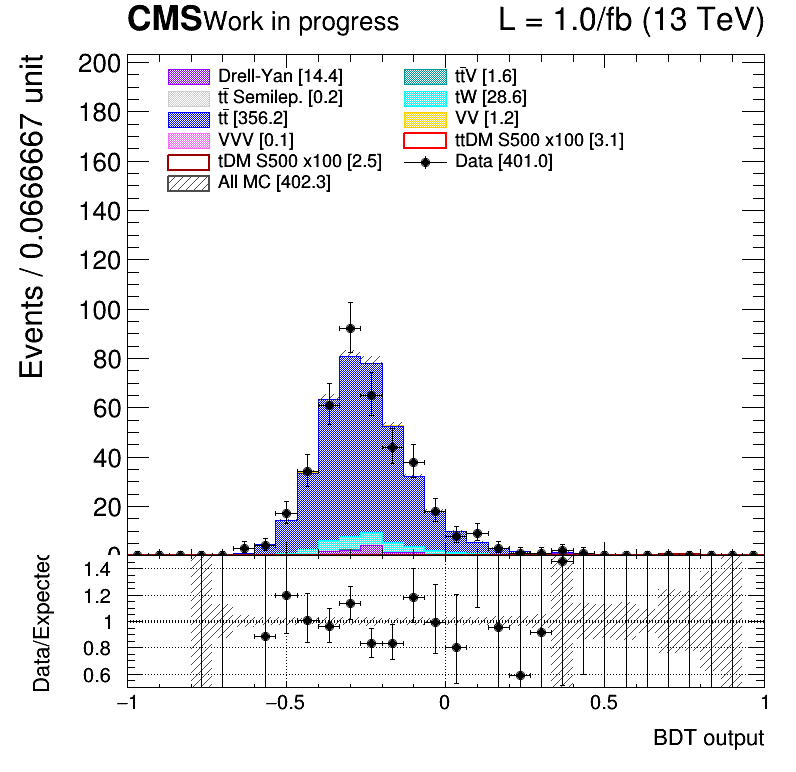 CMS Work in progress L = 1.0/fb (13 TeV)
Events / 0.0666667 unit
200
180
160
140
120
100
80
60
40
20
0
Drell-Yan [14.4] tt̄V [1.6]
tt̄ Semilep. [0.2] tW [28.6]
tt̄ [356.2] VV [1.2]
VVV [0.1] ttDM S500 x100 [3.1]
tDM S500 x100 [2.5] Data [401.0]
All MC [402.3]
Data/Expected
1.4
1.2
1
0.8
0.6
−1 −0.5 0 0.5 1
BDT output